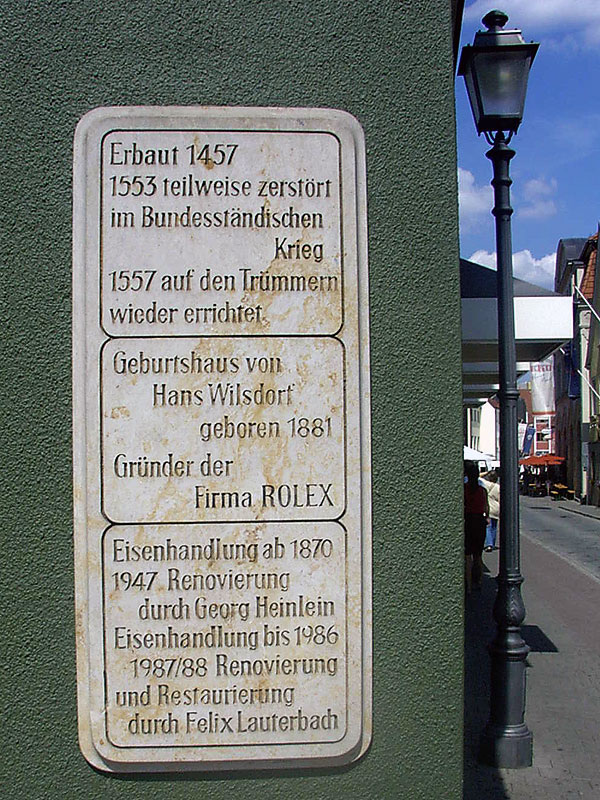 Erbaut 1457
1553 teilweise zerstört
im Bundesständischen
Krieg
1557 auf den Trümmern
wieder errichtet
Geburtshaus von
Hans Wilsdorf
geboren 1881
Gründer der
Firma ROLEX
Eisenhandlung ab 1870
1947 Renovierung
durch Georg Heinlein
Eisenhandlung bis 1986
1987/88 Renovierung
und Restaurierung
durch Felix Lauterbach